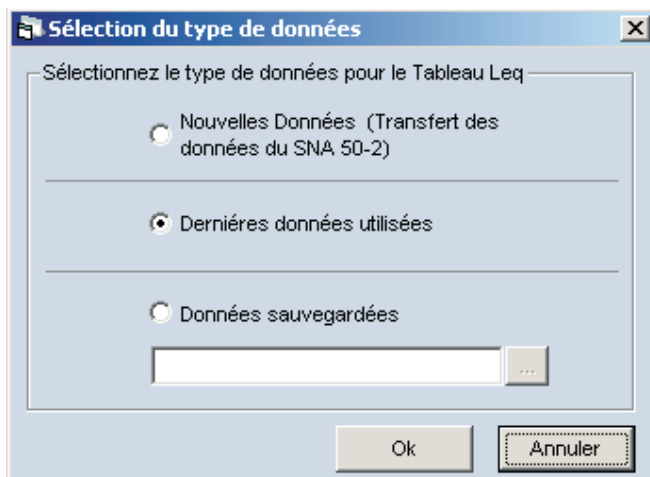 Sélection du type de données
Sélectionnez le type de données pour le Tableau Leq
Nouvelles Données (Transfert des
données du SNA 50-2)
Derniéres données utilisées
Données sauvegardées
...
Ok
Annuler